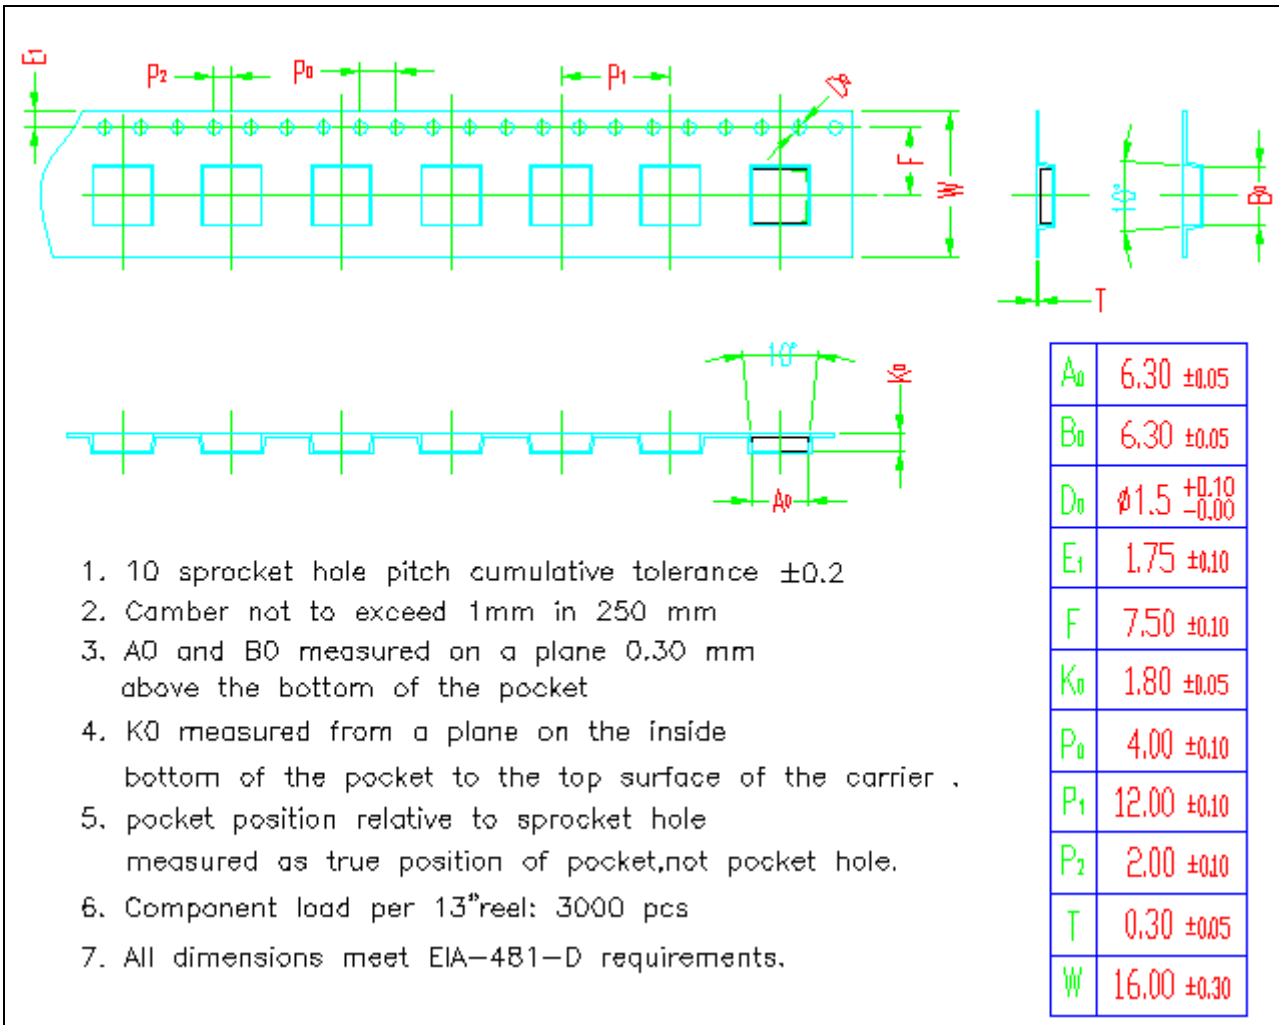 E1
P2
P0
P1
D0
F
W
10°
B0
T
10°
K0
A0
A0 6.30 ±0.05
B0 6.30 ±0.05
D0 ø1.5 +0.10 -0.00
E1 1.75 ±0.10
F 7.50 ±0.10
K0 1.80 ±0.05
P0 4.00 ±0.10
P1 12.00 ±0.10
P2 2.00 ±0.10
T 0.30 ±0.05
W 16.00 ±0.30
1. 10 sprocket hole pitch cumulative tolerance ±0.2
2. Camber not to exceed 1mm in 250 mm
3. A0 and B0 measured on a plane 0.30 mm
above the bottom of the pocket
4. K0 measured from a plane on the inside
bottom of the pocket to the top surface of the carrier .
5. pocket position relative to sprocket hole
measured as true position of pocket,not pocket hole.
6. Component load per 13"reel: 3000 pcs
7. All dimensions meet EIA-481-D requirements.